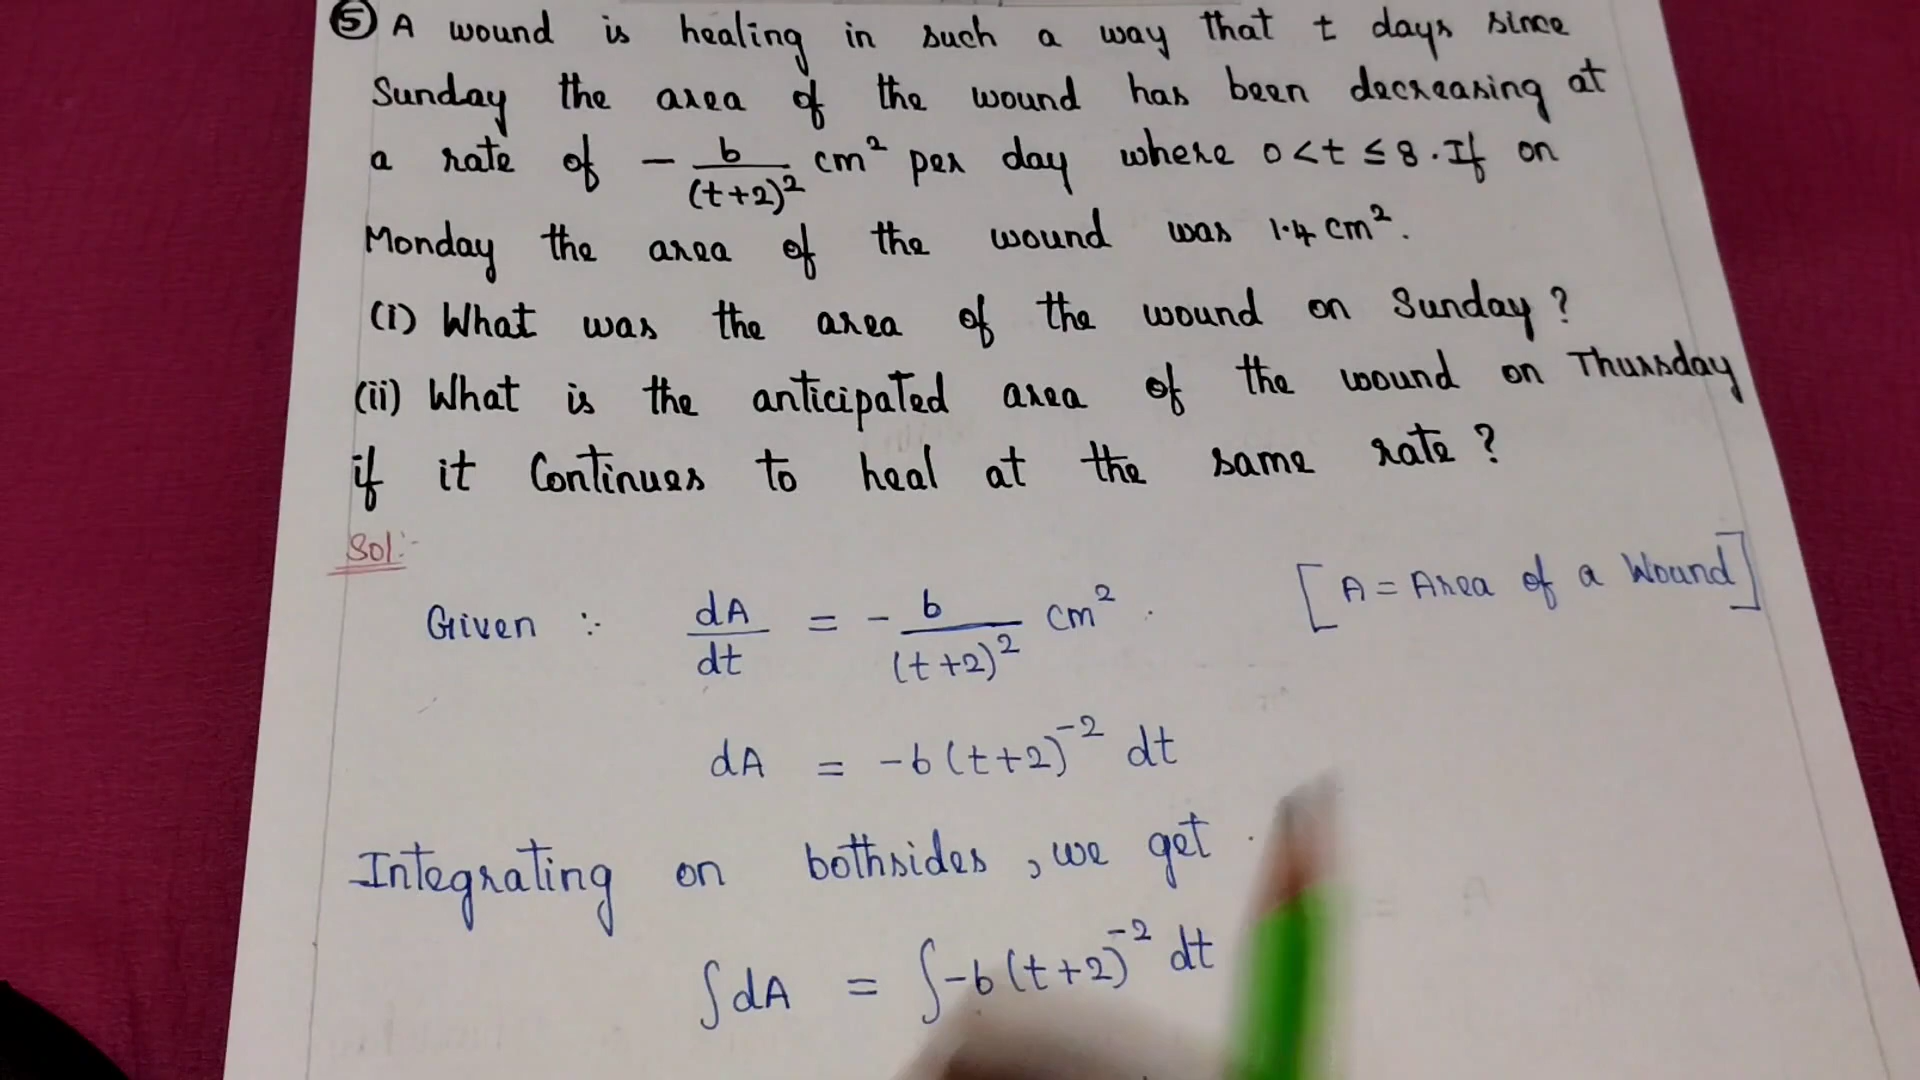 ⑤ A wound is healing in such a way that t days since
Sunday the area of the wound has been decreasing at
a rate of - 6/(t+2)² cm² per day where 0<t≤8. If on
Monday the area of the wound was 1.4 cm².
(i) What was the area of the wound on Sunday?
(ii) What is the anticipated area of the wound on Thursday
if it Continues to heal at the same rate?
Sol:-
Given : dA/dt = - 6/(t+2)² cm². [A = Area of a Wound]
dA = -6(t+2)⁻² dt
Integrating on bothsides, we get.
∫dA = ∫-6(t+2)⁻² dt